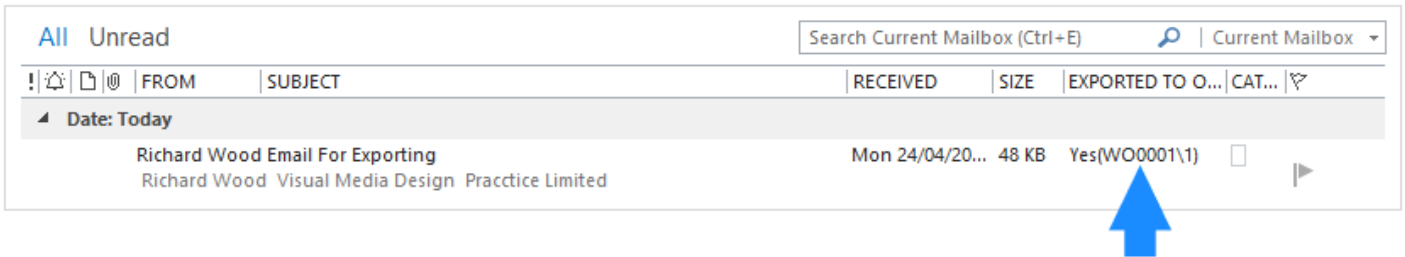 All Unread
Search Current Mailbox (Ctrl+E) Current Mailbox
! FROM SUBJECT RECEIVED SIZE EXPORTED TO O... CAT...
Date: Today
Richard Wood Email For Exporting Mon 24/04/20... 48 KB Yes(WO0001\1)
Richard Wood Visual Media Design Pracctice Limited